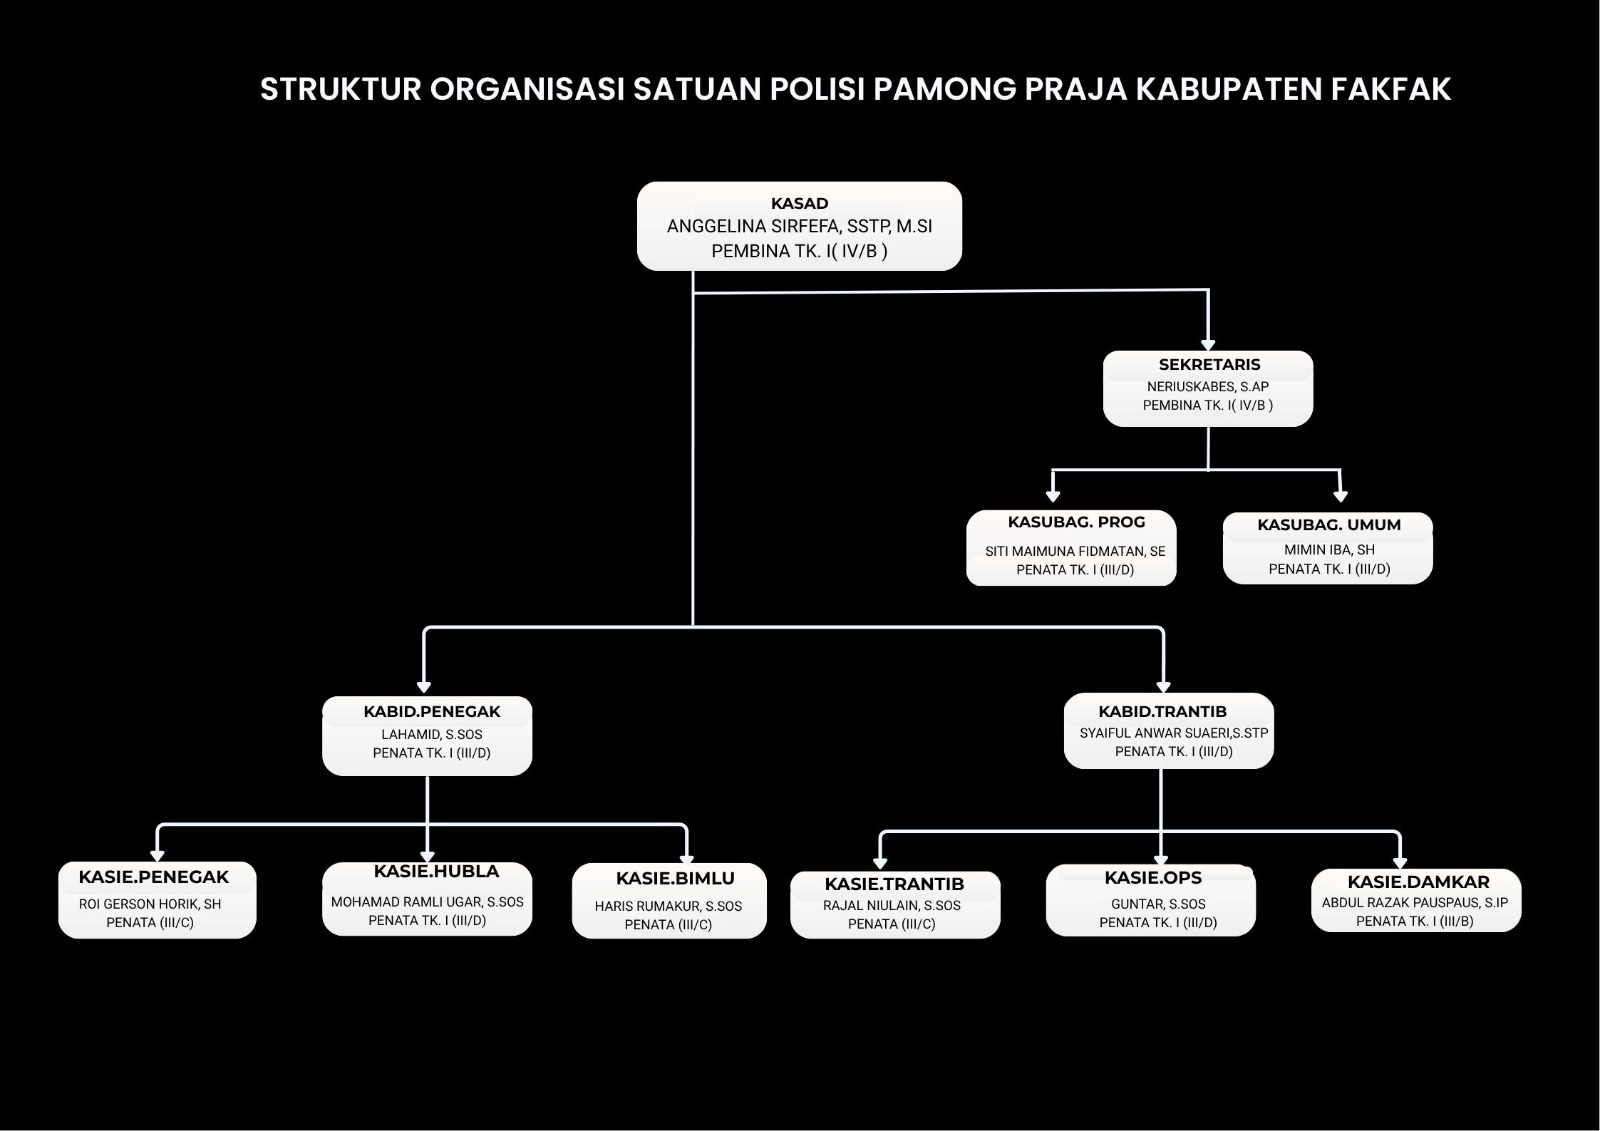 STRUKTUR ORGANISASI SATUAN POLISI PAMONG PRAJA KABUPATEN FAKFAK
KASAD
ANGGELINA SIRFEFA, SSTP, M.SI
PEMBINA TK. I( IV/B )
SEKRETARIS
NERIUSKABES, S.AP
PEMBINA TK. I( IV/B )
KASUBAG. PROG
SITI MAIMUNA FIDMATAN, SE
PENATA TK. I (III/D)
KASUBAG. UMUM
MIMIN IBA, SH
PENATA TK. I (III/D)
KABID.PENEGAK
LAHAMID, S.SOS
PENATA TK. I (III/D)
KABID.TRANTIB
SYAIFUL ANWAR SUAERI,S.STP
PENATA TK. I (III/D)
KASIE.PENEGAK
ROI GERSON HORIK, SH
PENATA (III/C)
KASIE.HUBLA
MOHAMAD RAMLI UGAR, S.SOS
PENATA TK. I (III/D)
KASIE.BIMLU
HARIS RUMAKUR, S.SOS
PENATA (III/C)
KASIE.TRANTIB
RAJAL NIULAIN, S.SOS
PENATA (III/C)
KASIE.OPS
GUNTAR, S.SOS
PENATA TK. I (III/D)
KASIE.DAMKAR
ABDUL RAZAK PAUSPAUS, S.IP
PENATA TK. I (III/B)